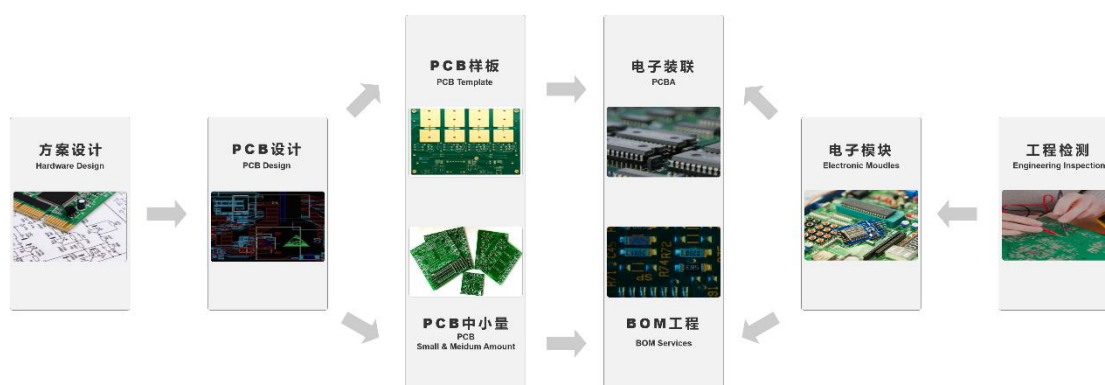 方案设计
Hardware Design
PCB设计
PCB Design
PCB样板
PCB Template
PCB中小量
PCB
Small & Meidum Amount
电子装联
PCBA
R74R72
BOM工程
BOM Services
电子模块
Electronic Moudles
工程检测
Engineering Inspection